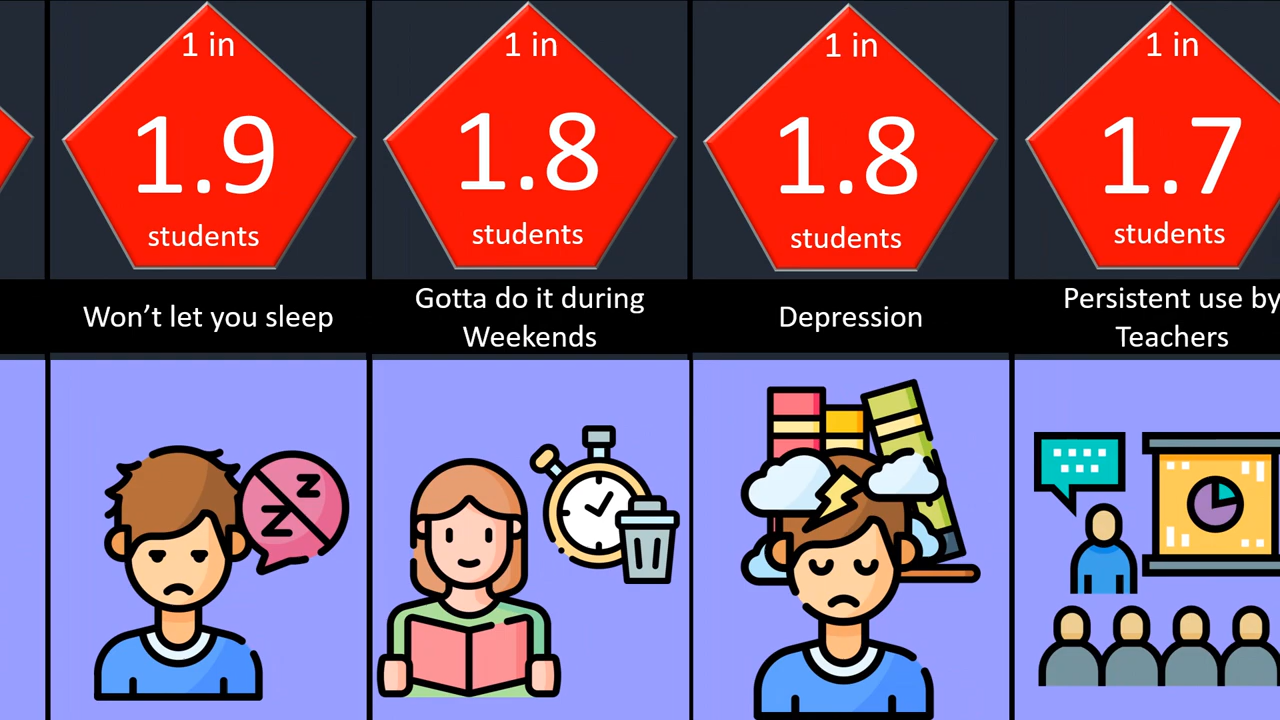 1 in
1.9
students
Won't let you sleep
1 in
1.8
students
Gotta do it during
Weekends
1 in
1.8
students
Depression
1 in
1.7
students
Persistent use by
Teachers
z
z